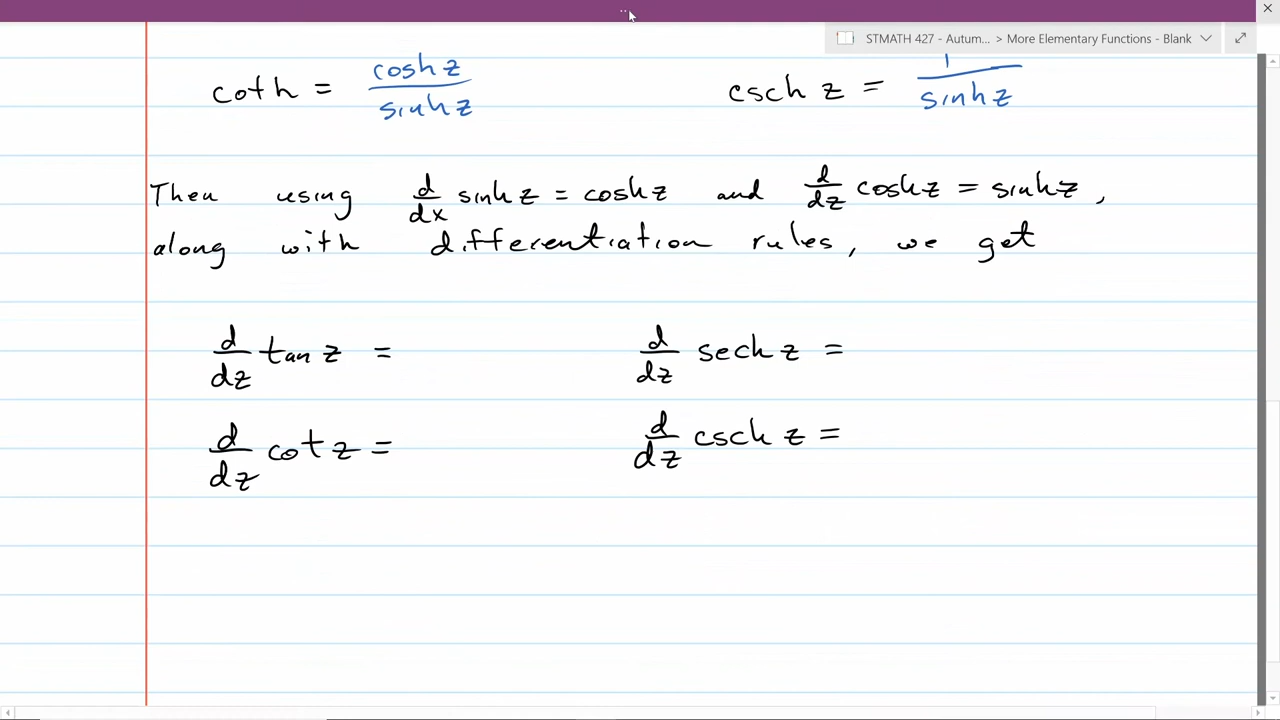 STMATH 427 - Autum... > More Elementary Functions - Blank
coth = cosh z / sinh z
csch z = 1 / sinh z
Then using d/dx sinh z = cosh z and d/dz cosh z = sinh z ,
along with differentiation rules, we get
d/dz tan z =
d/dz sech z =
d/dz cot z =
d/dz csch z =